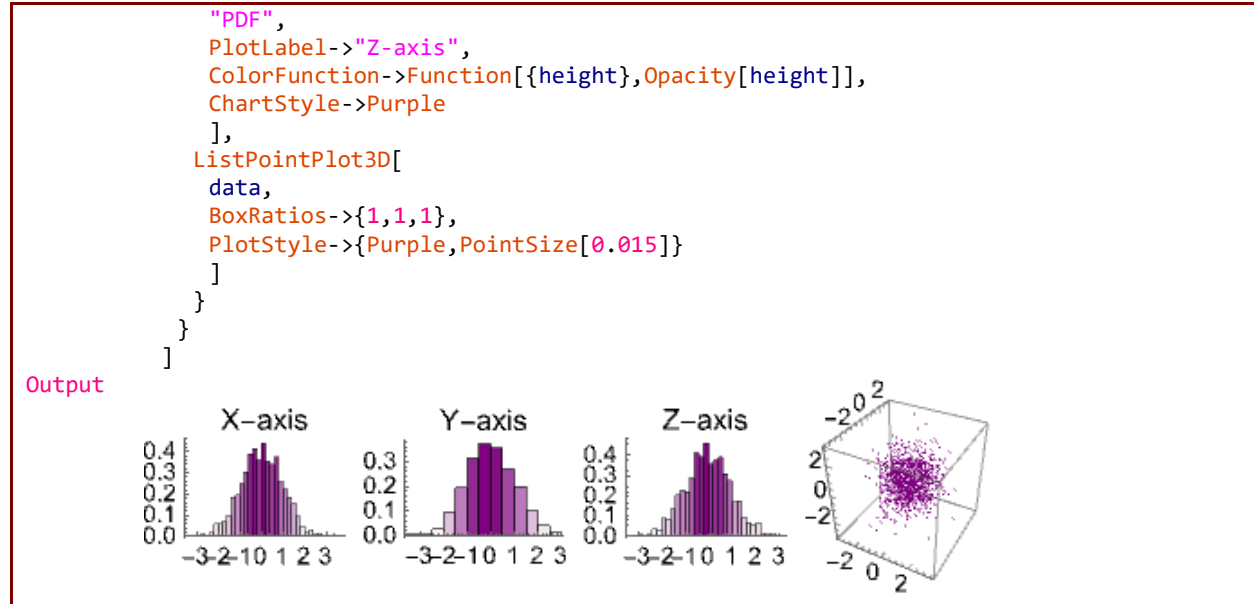 "PDF",
PlotLabel->"Z-axis",
ColorFunction->Function[{height},Opacity[height]],
ChartStyle->Purple
],
ListPointPlot3D[
data,
BoxRatios->{1,1,1},
PlotStyle->{Purple,PointSize[0.015]}
]
}
}
]
Output
X-axis
0.4
0.3
0.2
0.1
0.0
-3-2-10 1 2 3
Y-axis
0.3
0.2
0.1
0.0
-3-2-10 1 2 3
Z-axis
0.4
0.3
0.2
0.1
0.0
-3-2-10 1 2 3
-2 0 2
2
0
-2
-2 0 2